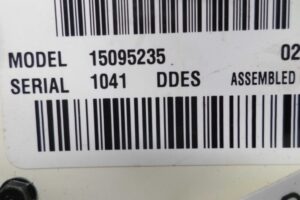 MODEL 15095235 02
SERIAL 1041 DDES ASSEMBLED